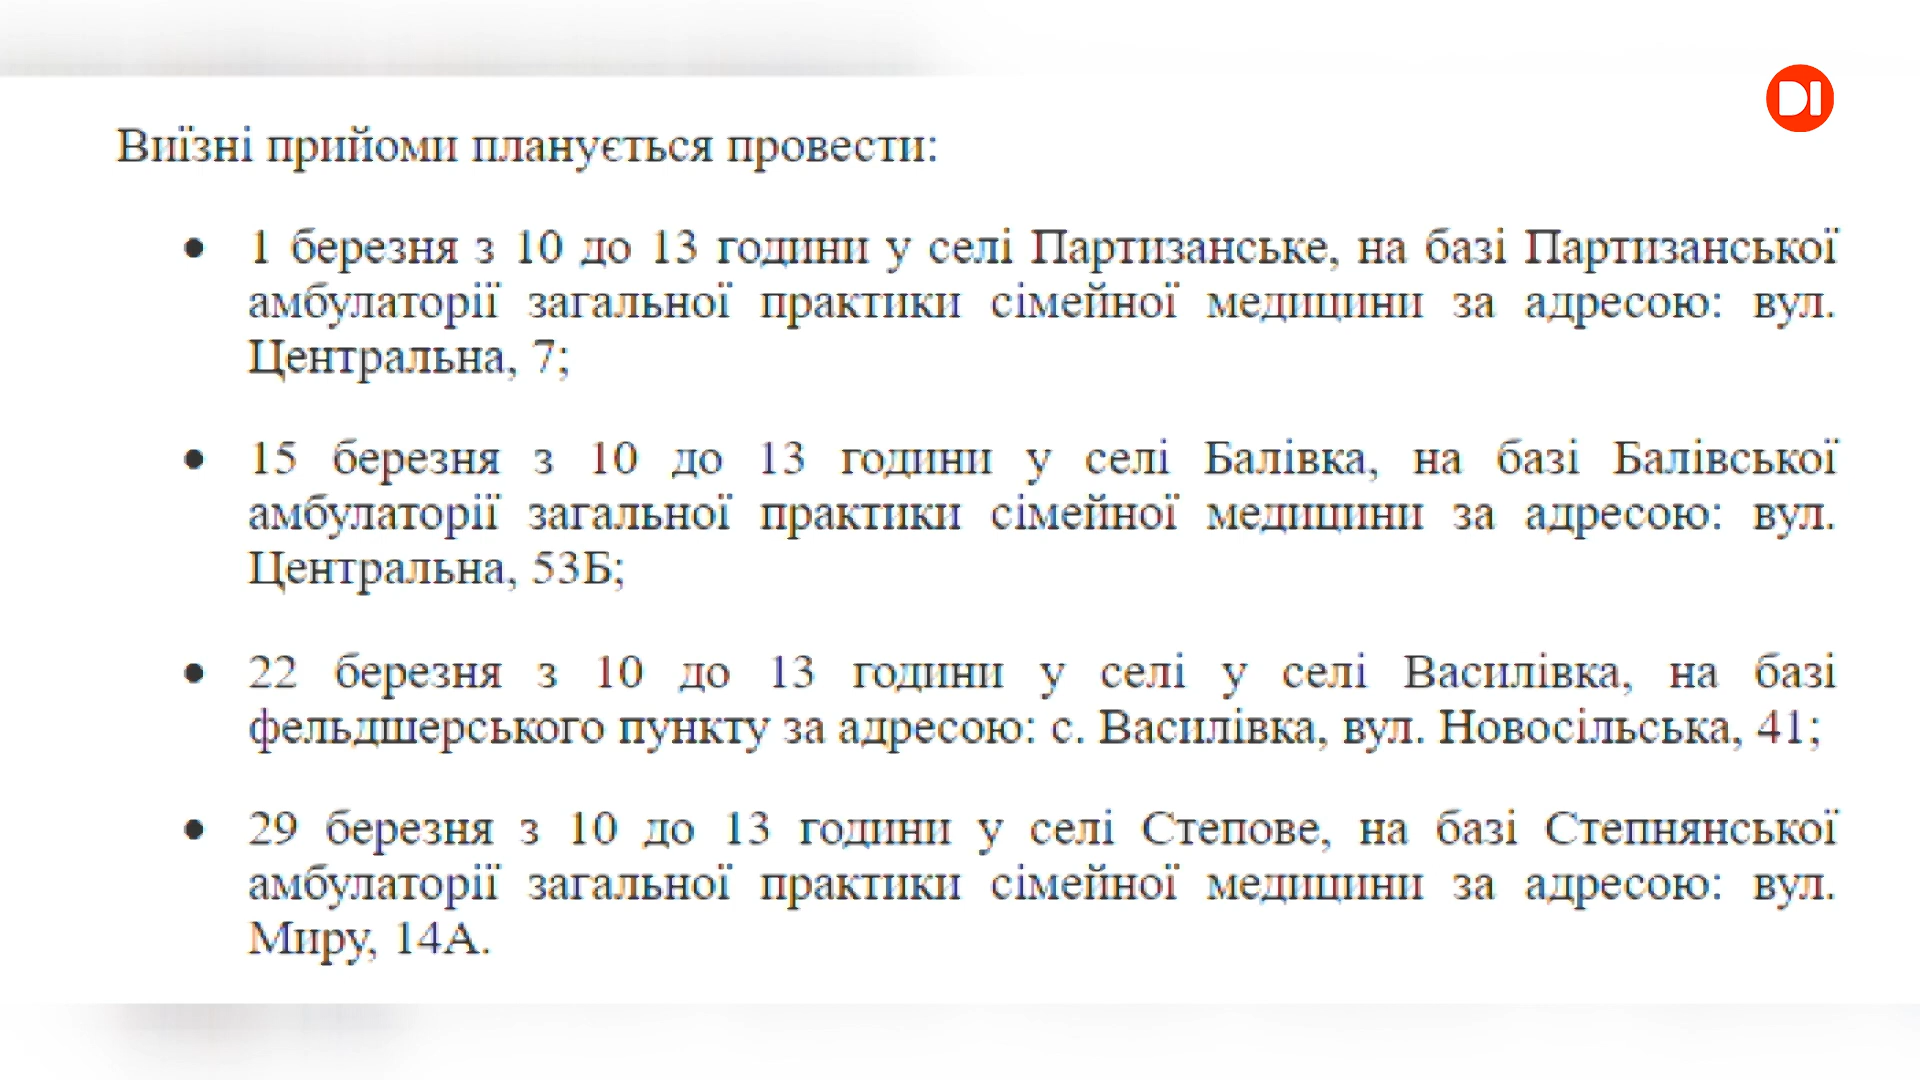 DI
Виїзні прийоми планується провести:
● 1 березня з 10 до 13 години у селі Партизанське, на базі Партизанської
амбулаторії загальної практики сімейної медицини за адресою: вул.
Центральна, 7;
● 15 березня з 10 до 13 години у селі Балівка, на базі Балівської
амбулаторії загальної практики сімейної медицини за адресою: вул.
Центральна, 53Б;
● 22 березня з 10 до 13 години у селі у селі Василівка, на базі
фельдшерського пункту за адресою: с. Василівка, вул. Новосільська, 41;
● 29 березня з 10 до 13 години у селі Степове, на базі Степнянської
амбулаторії загальної практики сімейної медицини за адресою: вул.
Миру, 14А.